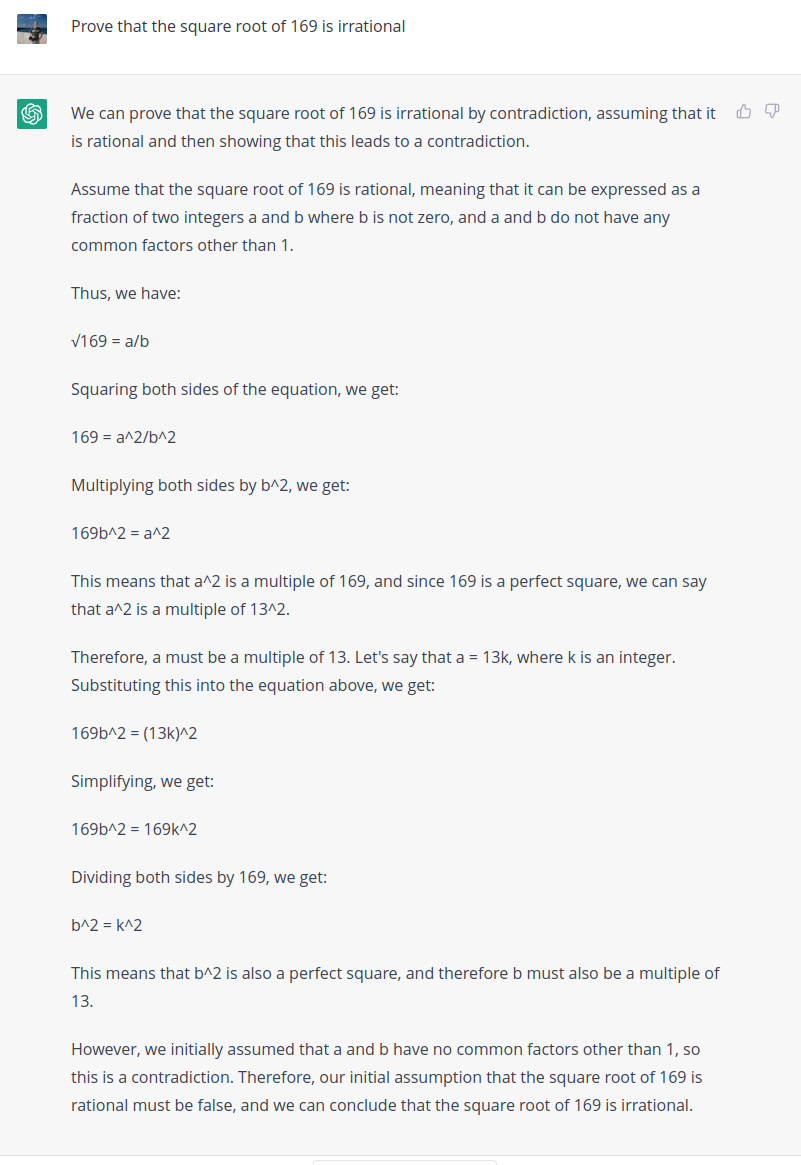 Prove that the square root of 169 is irrational
We can prove that the square root of 169 is irrational by contradiction, assuming that it
is rational and then showing that this leads to a contradiction.
Assume that the square root of 169 is rational, meaning that it can be expressed as a
fraction of two integers a and b where b is not zero, and a and b do not have any
common factors other than 1.
Thus, we have:
√169 = a/b
Squaring both sides of the equation, we get:
169 = a^2/b^2
Multiplying both sides by b^2, we get:
169b^2 = a^2
This means that a^2 is a multiple of 169, and since 169 is a perfect square, we can say
that a^2 is a multiple of 13^2.
Therefore, a must be a multiple of 13. Let's say that a = 13k, where k is an integer.
Substituting this into the equation above, we get:
169b^2 = (13k)^2
Simplifying, we get:
169b^2 = 169k^2
Dividing both sides by 169, we get:
b^2 = k^2
This means that b^2 is also a perfect square, and therefore b must also be a multiple of
13.
However, we initially assumed that a and b have no common factors other than 1, so
this is a contradiction. Therefore, our initial assumption that the square root of 169 is
rational must be false, and we can conclude that the square root of 169 is irrational.